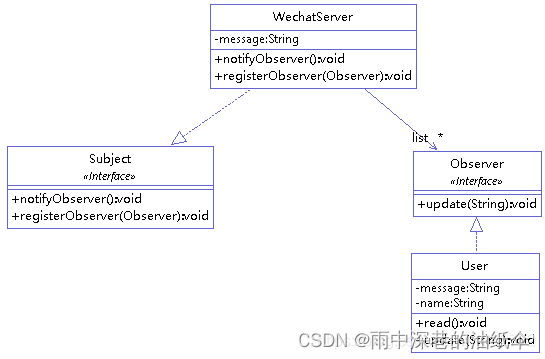 WechatServer
-message:String
+notifyObserver():void
+registerObserver(Observer):void
list *
Subject
«Interface»
+notifyObserver():void
+registerObserver(Observer):void
Observer
«Interface»
+update(String):void
User
-message:String
-name:String
+read():void
+update(String):void
CSDN @雨中深巷的油纸伞